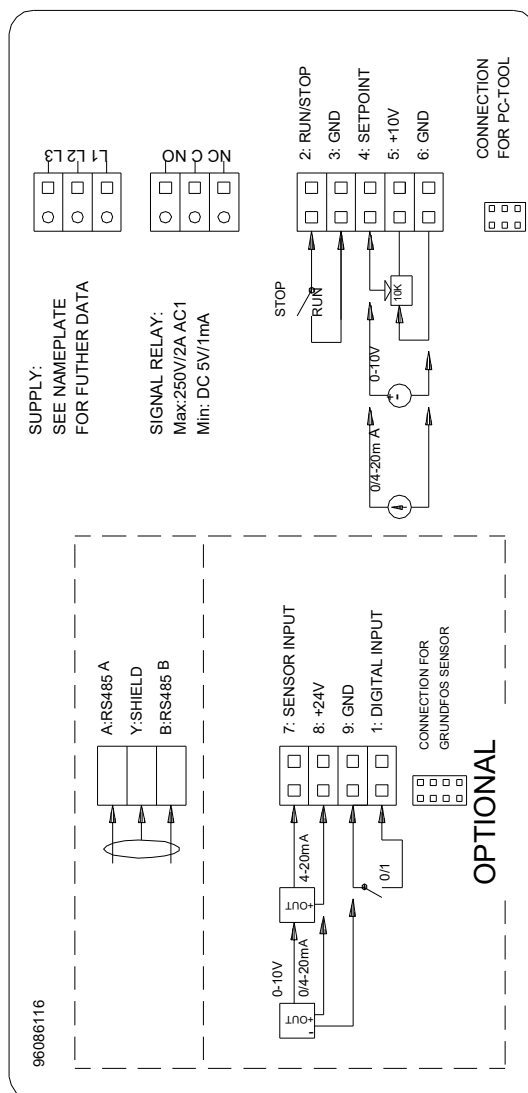 96086116
SUPPLY:
SEE NAMEPLATE
FOR FUTHER DATA
L1 L2 L3
SIGNAL RELAY:
Max:250V/2A AC1
Min: DC 5V/1mA
NC C NO
A:RS485 A
Y:SHIELD
B:RS485 B
0-10V
0/4-20mA
+OUT
-
4-20mA
+OUT
0/1
7: SENSOR INPUT
8: +24V
9: GND
1: DIGITAL INPUT
CONNECTION FOR
GRUNDFOS SENSOR
OPTIONAL
0/4-20m A
0-10V
+
-
10K
STOP
RUN
2: RUN/STOP
3: GND
4: SETPOINT
5: +10V
6: GND
CONNECTION
FOR PC-TOOL